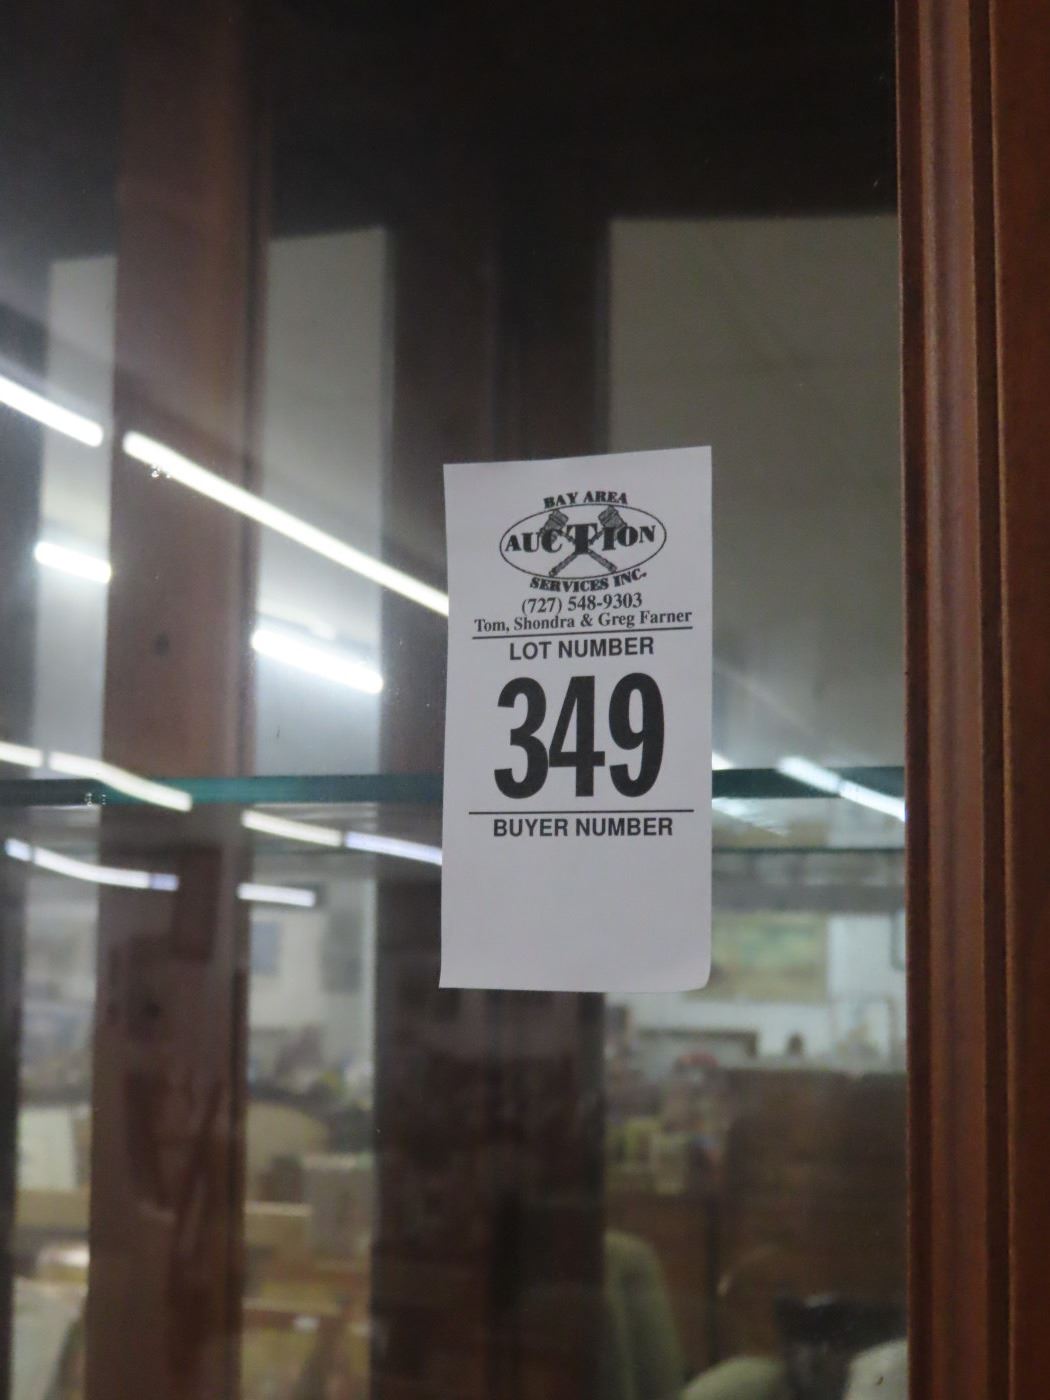 BAY AREA
AUCTION
SERVICES INC.
(727) 548-9303
Tom, Shondra & Greg Farner
LOT NUMBER
349
BUYER NUMBER